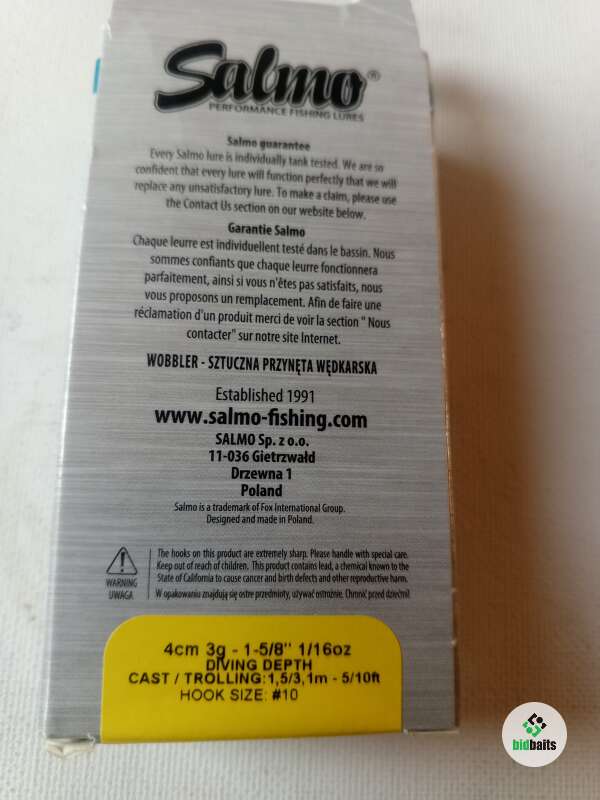 Salmo®
PERFORMANCE FISHING LURES
Salmo guarantee
Every Salmo lure is individually tank tested. We are so
confident that every lure will function perfectly that we will
replace any unsatisfactory lure. To make a claim, please use
the Contact Us section on our website below.
Garantie Salmo
Chaque leurre est individuellent testé dans le bassin. Nous
sommes confiants que chaque leurre fonctionnera
parfaitement, ainsi si vous n'êtes pas satisfaits, nous
vous proposons un remplacement. Afin de faire une
réclamation d'un produit merci de voir la section " Nous
contacter" sur notre site Internet.
WOBBLER - SZTUCZNA PRZYNĘTA WĘDKARSKA
Established 1991
www.salmo-fishing.com
SALMO Sp. z o.o.
11-036 Gietrzwałd
Drzewna 1
Poland
Salmo is a trademark of Fox International Group.
Designed and made in Poland.
WARNING
UWAGA
The hooks on this product are extremely sharp. Please handle with special care.
Keep out of reach of children. This product contains lead, a chemical known to the
State of California to cause cancer and birth defects and other reproductive harm.
W opakowaniu znajdują się ostre przedmioty, używać ostrożnie. Chronić przed dziećmi!
4cm 3g - 1-5/8" 1/16oz
DIVING DEPTH
CAST / TROLLING: 1,5/3,1m - 5/10ft
HOOK SIZE: #10
bidbaits